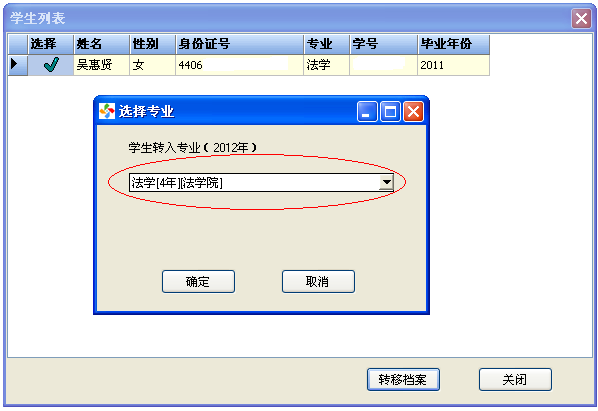 学生列表
选择 姓名 性别 身份证号 专业 学号 毕业年份
吴惠贤 女 4406 法学 2011
选择专业
学生转入专业（2012年）
法学[4年][法学院]
确定 取消
转移档案 关闭